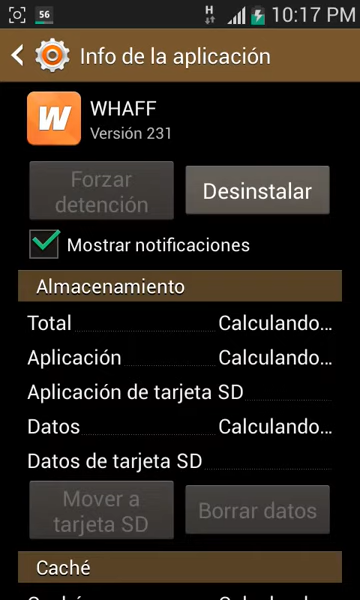 56 H 10:17 PM
Info de la aplicación
W WHAFF
Versión 231
Forzar detención Desinstalar
Mostrar notificaciones
Almacenamiento
Total Calculando...
Aplicación Calculando...
Aplicación de tarjeta SD
Datos Calculando...
Datos de tarjeta SD
Mover a tarjeta SD Borrar datos
Caché